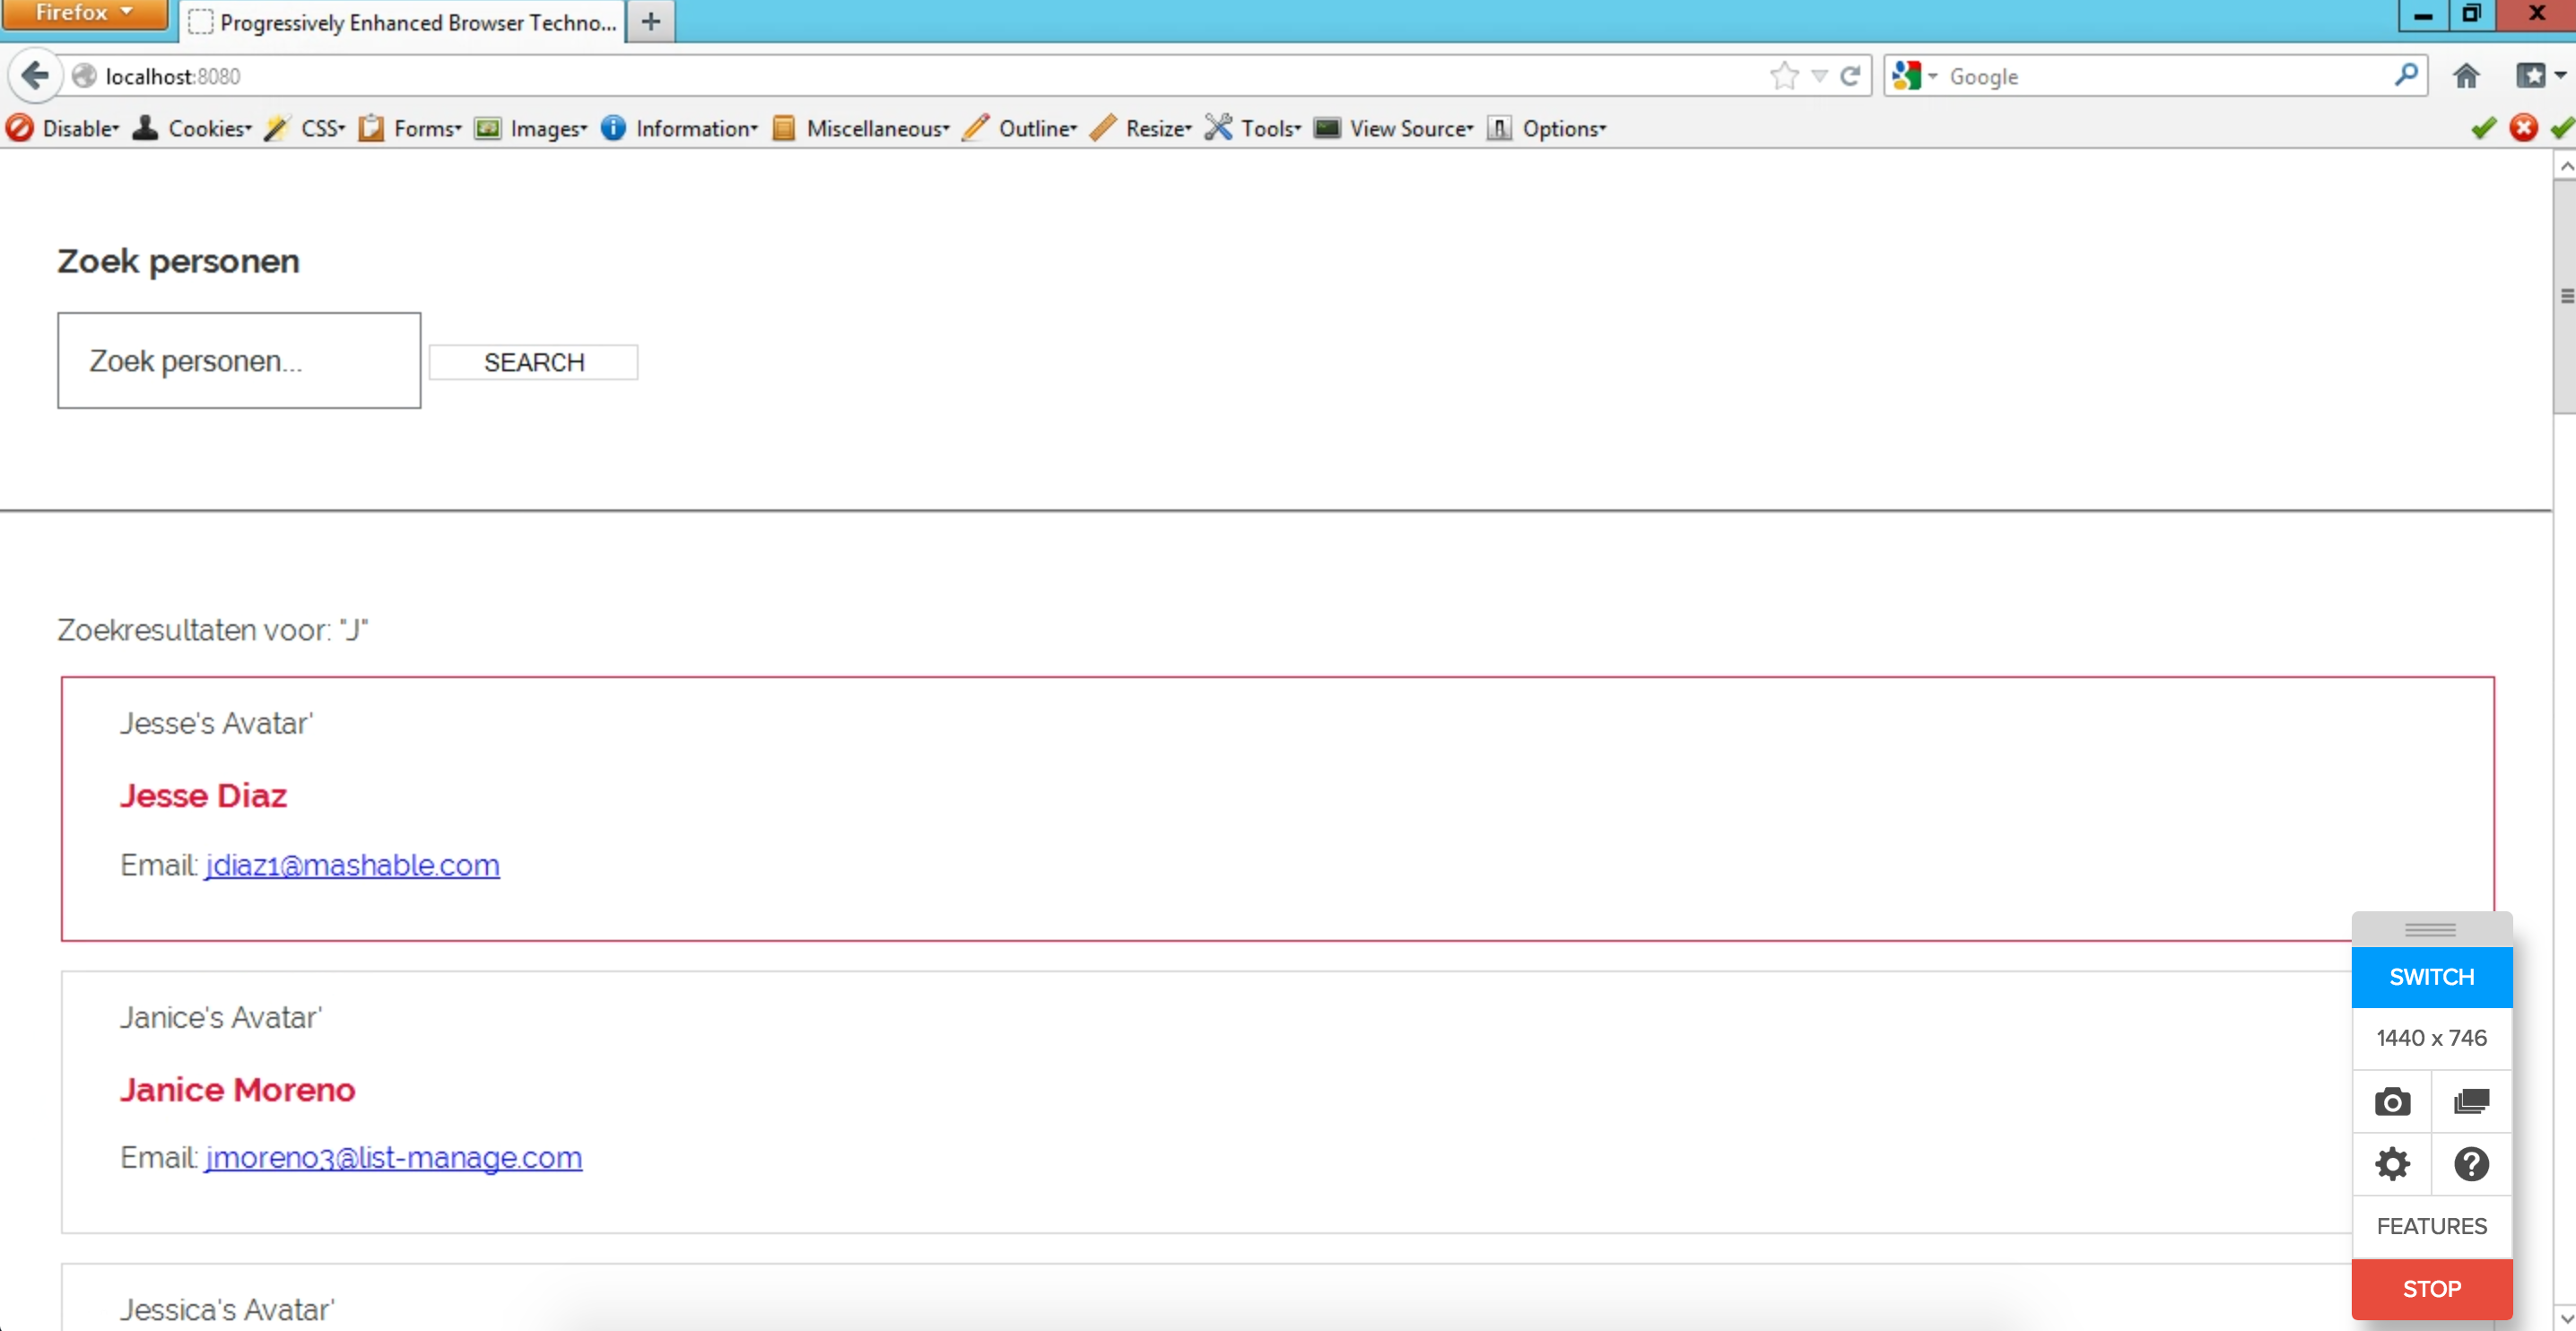 Firefox
Progressively Enhanced Browser Techno...
localhost:8080
Google
Disable Cookies CSS Forms Images Information Miscellaneous Outline Resize Tools View Source Options
Zoek personen
Zoek personen...
SEARCH
Zoekresultaten voor: "J"
Jesse's Avatar'
Jesse Diaz
Email: jdiaz1@mashable.com
Janice's Avatar'
Janice Moreno
Email: jmoreno3@list-manage.com
Jessica's Avatar'
SWITCH
1440 x 746
FEATURES
STOP